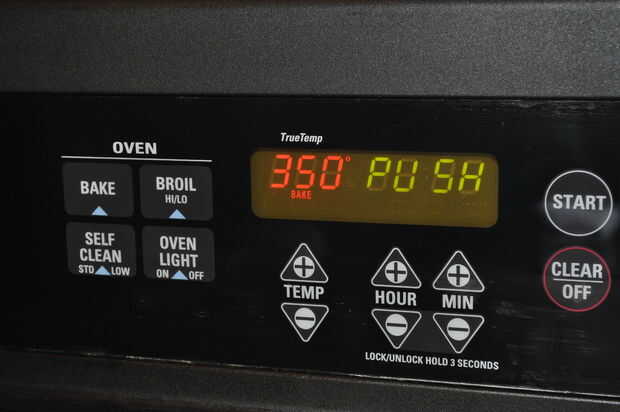 OVEN
BAKE
BROIL
HI/LO
SELF
CLEAN
STD LOW
OVEN
LIGHT
ON OFF
TrueTemp
350° PUSH
BAKE
TEMP
HOUR
MIN
LOCK/UNLOCK HOLD 3 SECONDS
START
CLEAR
OFF